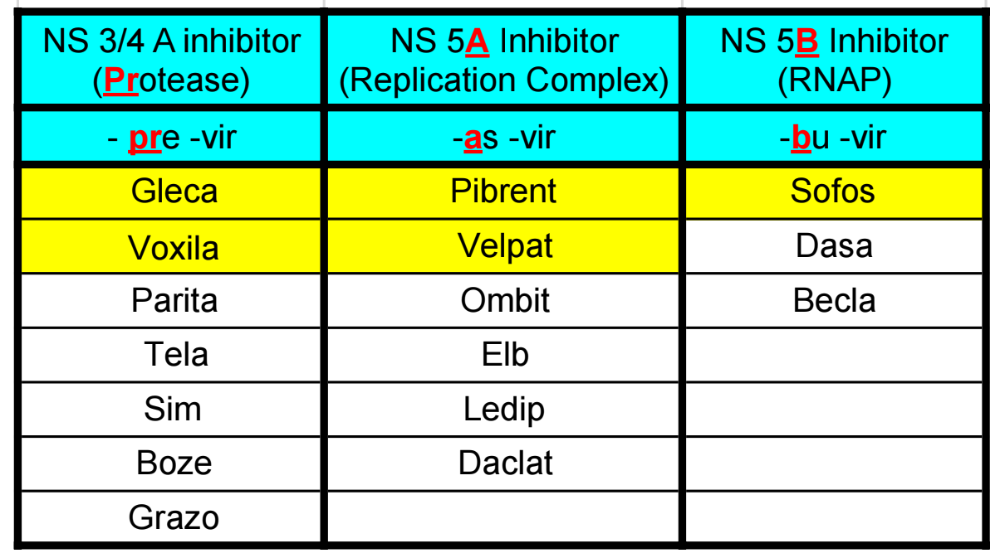 NS 3/4 A inhibitor
(Protease)
NS 5A Inhibitor
(Replication Complex)
NS 5B Inhibitor
(RNAP)
- pre -vir
-as -vir
-bu -vir
Gleca
Pibrent
Sofos
Voxila
Velpat
Dasa
Parita
Ombit
Becla
Tela
Elb
Sim
Ledip
Boze
Daclat
Grazo